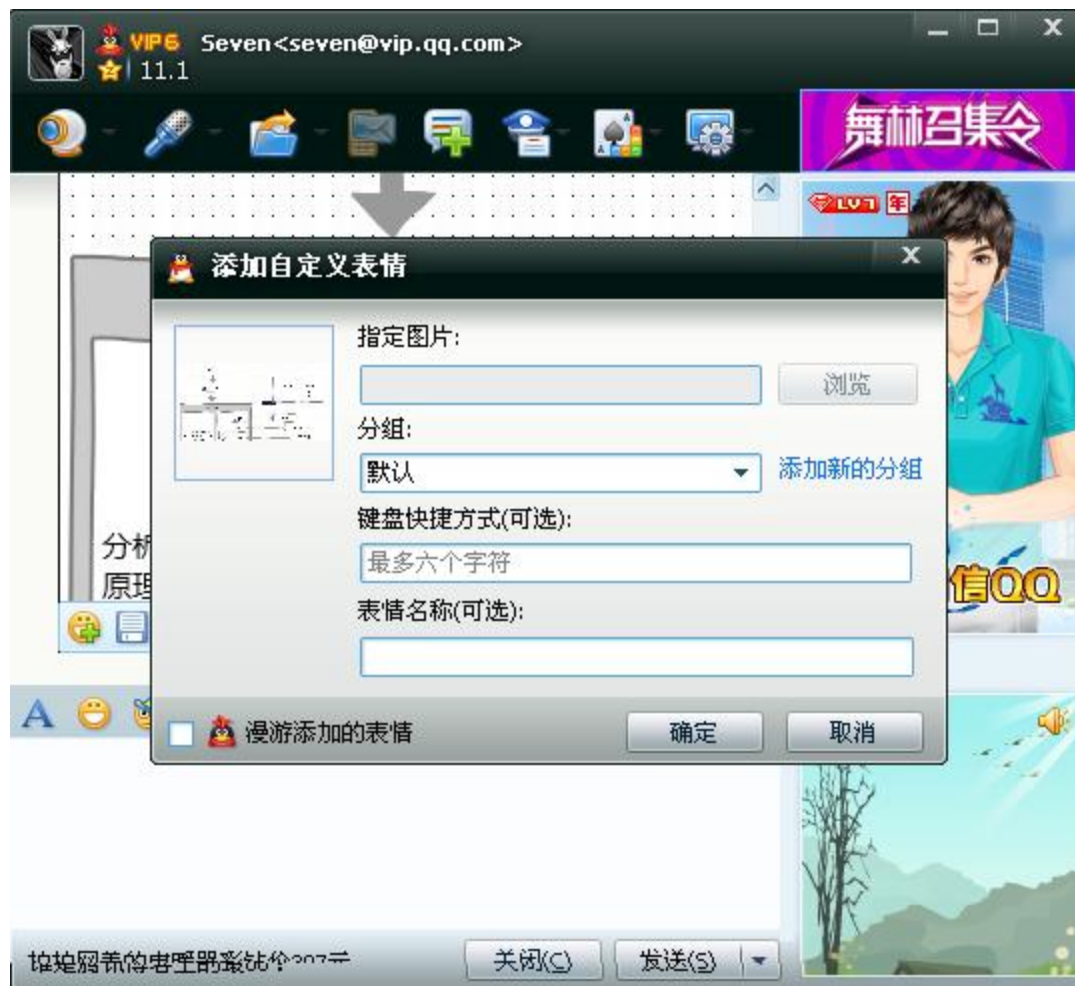 VIP6 Seven<seven@vip.qq.com>
11.1
舞林召集令
LV7 年
添加自定义表情
指定图片:
浏览
分组:
默认
添加新的分组
键盘快捷方式(可选):
最多六个字符
表情名称(可选):
分析
原理
信QQ
漫游添加的表情
确定
取消
关闭(C)
发送(S)